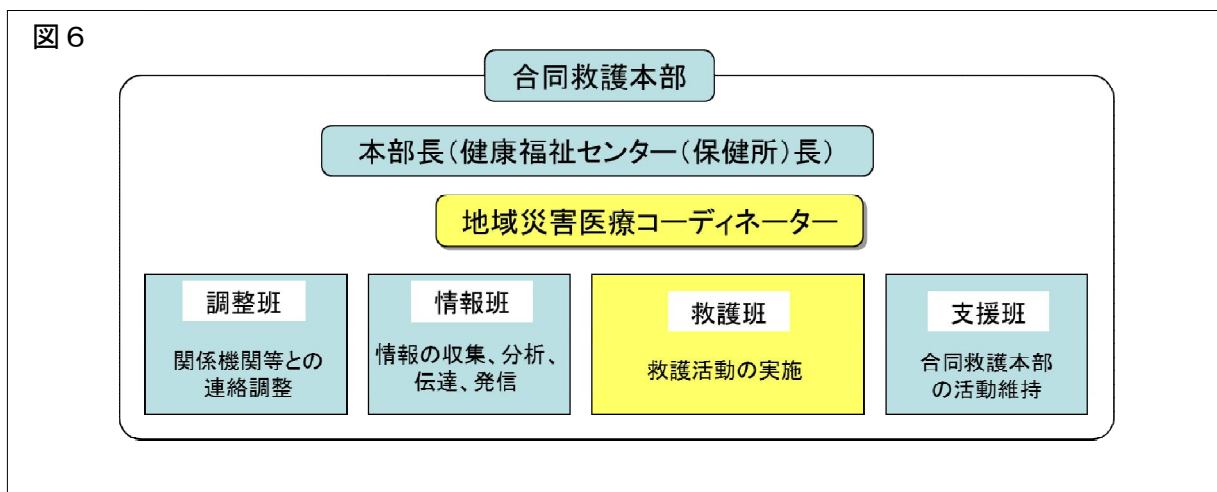 図6
合同救護本部
本部長(健康福祉センター(保健所)長)
地域災害医療コーディネーター
調整班
関係機関等との
連絡調整
情報班
情報の収集、分析、
伝達、発信
救護班
救護活動の実施
支援班
合同救護本部
の活動維持